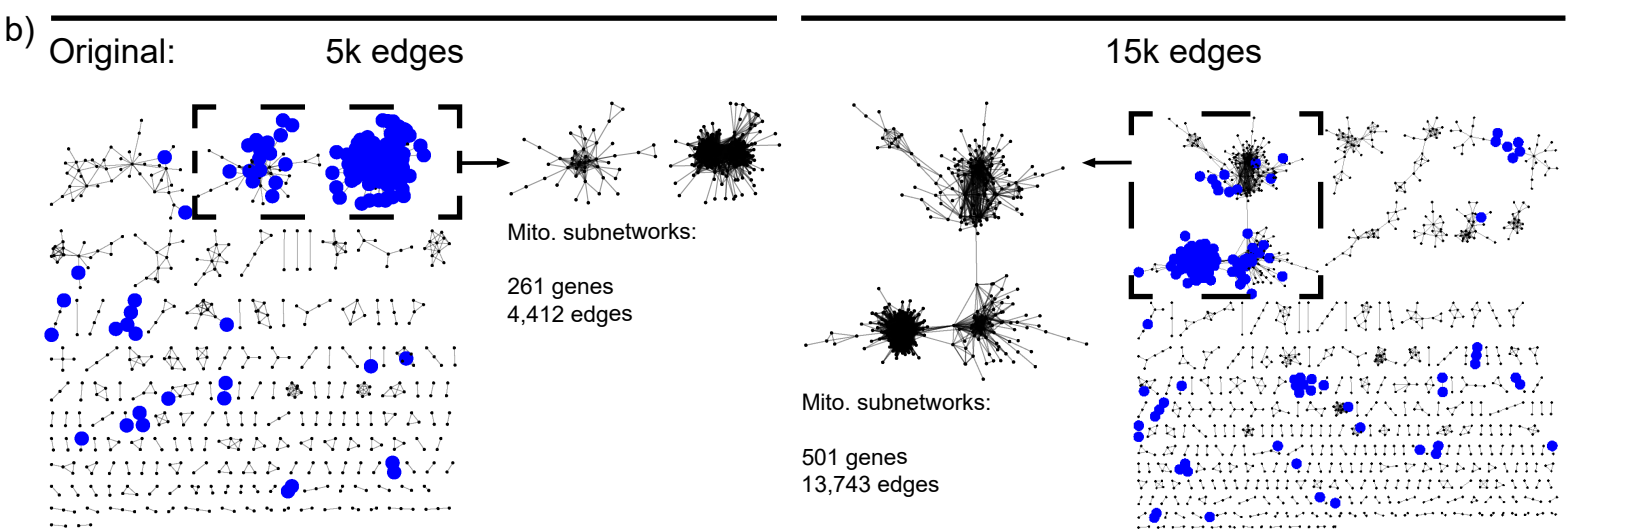 b)
Original: 5k edges
15k edges
Mito. subnetworks:
261 genes
4,412 edges
Mito. subnetworks:
501 genes
13,743 edges